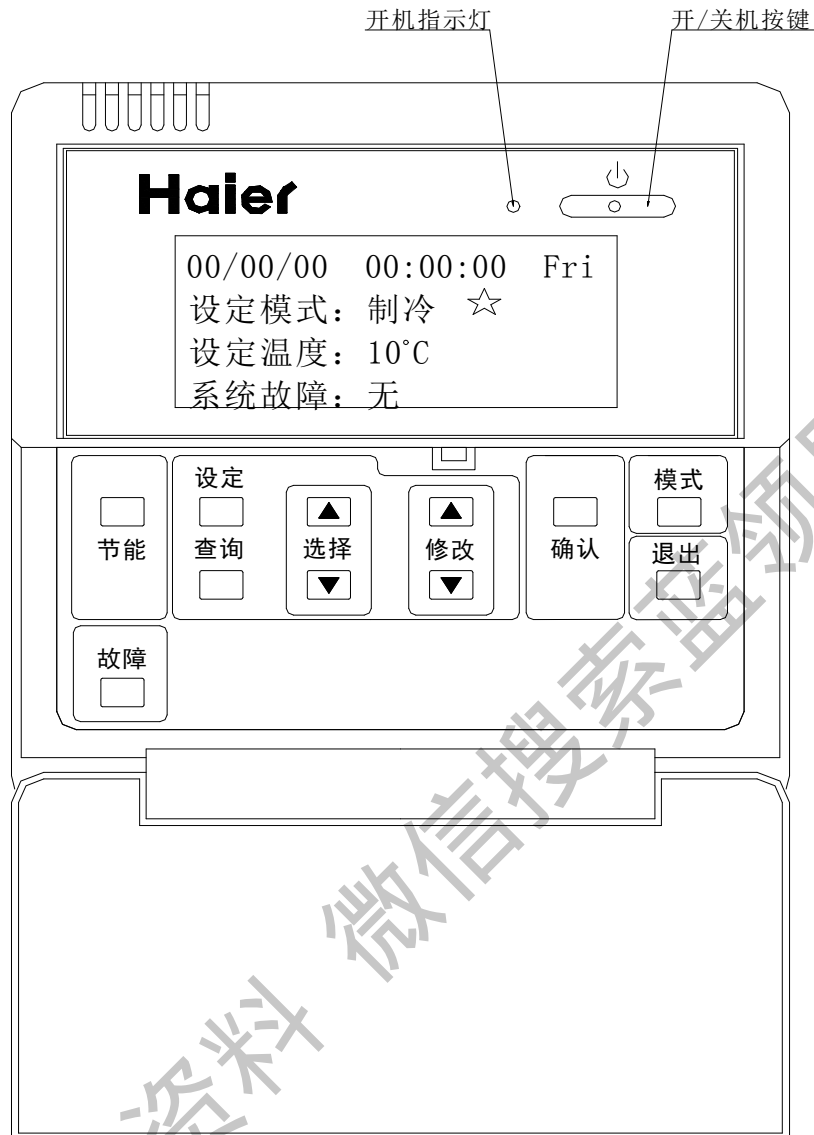 开机指示灯 开/关机按键
Haier
00/00/00 00:00:00 Fri
设定模式：制冷 ☆
设定温度：10°C
系统故障：无
设定 模式
节能 查询 选择 修改 确认 退出
故障
资料 微信搜索蓝领